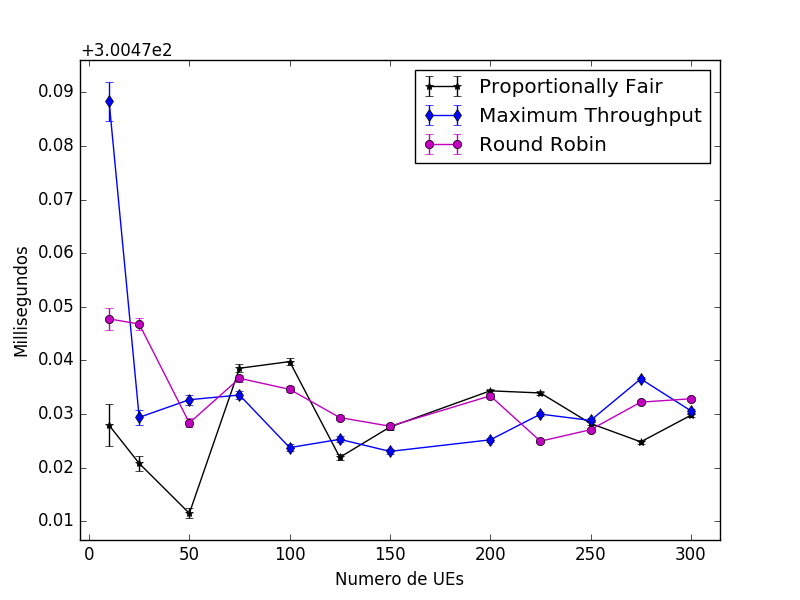 +3.0047e2
Proportionally Fair
Maximum Throughput
Round Robin
0.09
0.08
0.07
0.06
0.05
0.04
0.03
0.02
0.01
Millisegundos
0 50 100 150 200 250 300
Numero de UEs